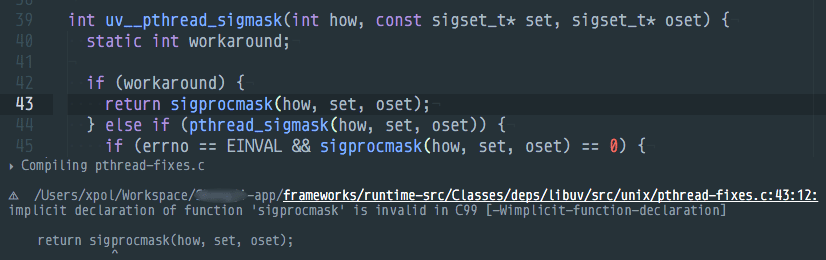 39 int uv__pthread_sigmask(int how, const sigset_t* set, sigset_t* oset) {
40 static int workaround;
41
42 if (workaround) {
43 return sigprocmask(how, set, oset);
44 } else if (pthread_sigmask(how, set, oset)) {
45 if (errno == EINVAL && sigprocmask(how, set, oset) == 0) {
▸ Compiling pthread-fixes.c
⚠ /Users/xpol/Workspace/-app/frameworks/runtime-src/Classes/deps/libuv/src/unix/pthread-fixes.c:43:12:
implicit declaration of function 'sigprocmask' is invalid in C99 [-Wimplicit-function-declaration]
return sigprocmask(how, set, oset);
^